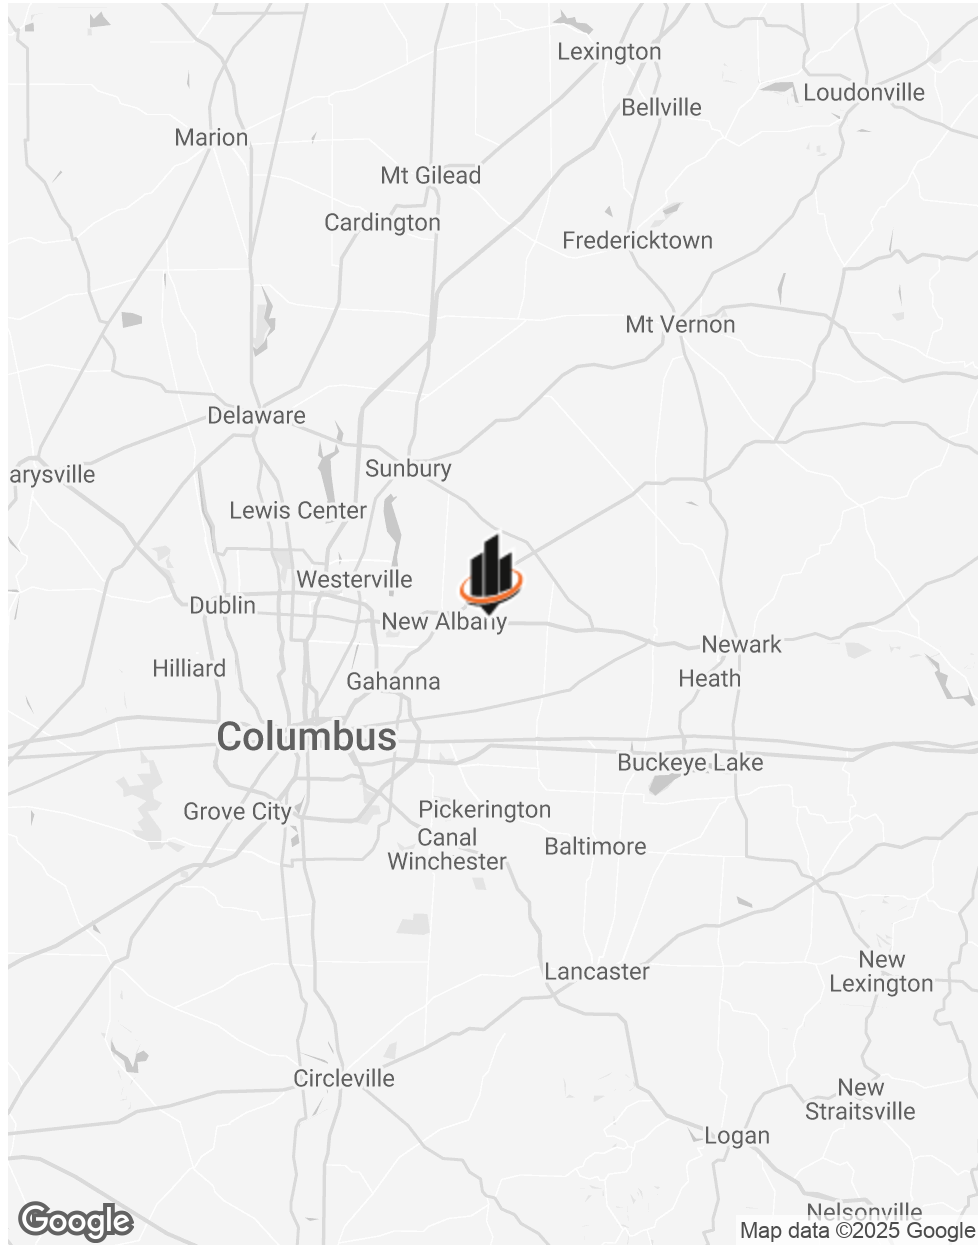 Lexington
Loudonville
Bellville
Marion
Mt Gilead
Cardington
Fredericktown
Mt Vernon
Delaware
arysville
Sunbury
Lewis Center
Westerville
Dublin
New Albany
Newark
Hilliard
Gahanna
Heath
Columbus
Buckeye Lake
Grove City
Pickerington
Canal
Winchester
Baltimore
Lancaster
New
Lexington
Circleville
New
Straitsville
Logan
Nelsonville
Google
Map data ©2025 Google